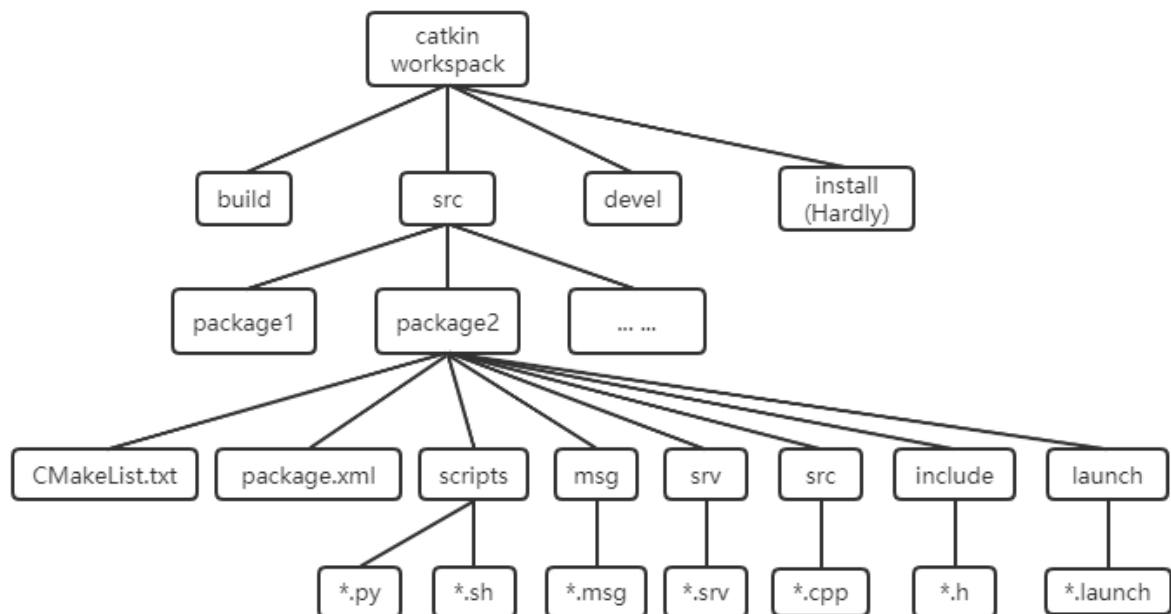 catkin
workspack
build
src
devel
install
(Hardly)
package1
package2
... ...
CMakeList.txt
package.xml
scripts
msg
srv
src
include
launch
*.py
*.sh
*.msg
*.srv
*.cpp
*.h
*.launch